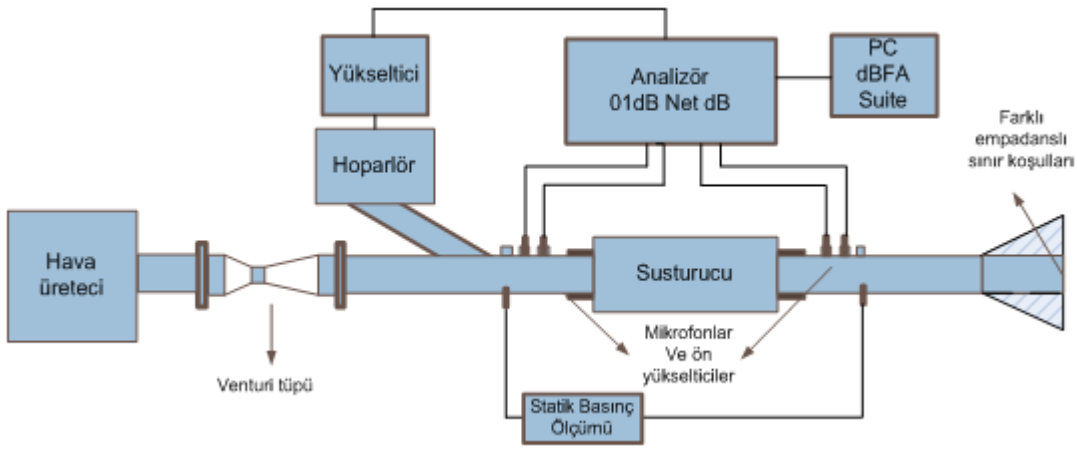 Yükseltici
Analizör
01dB Net dB
PC
dBFA
Suite
Farklı
empadanslı
sınır koşulları
Hoparlör
Hava
üreteci
Susturucu
Mikrofonlar
Ve ön
yükselticiler
Venturi tüpü
Statik Basınç
Ölçümü